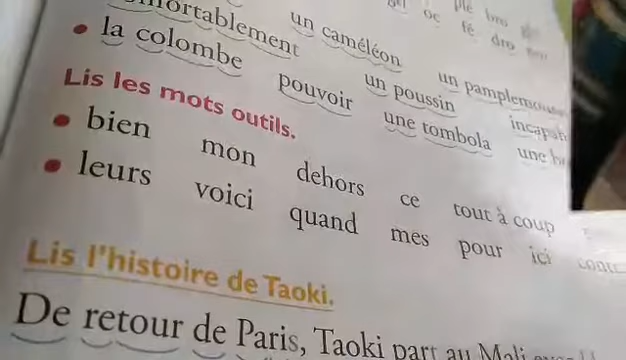 un caméléon un pamplemousse
la colombe pouvoir un poussin incapable
une tombola une
Lis les mots outils.
bien mon dehors ce tout à coup
leurs voici quand mes pour ici
Lis l'histoire de Taoki.
De retour de Paris, Taoki part au Mali